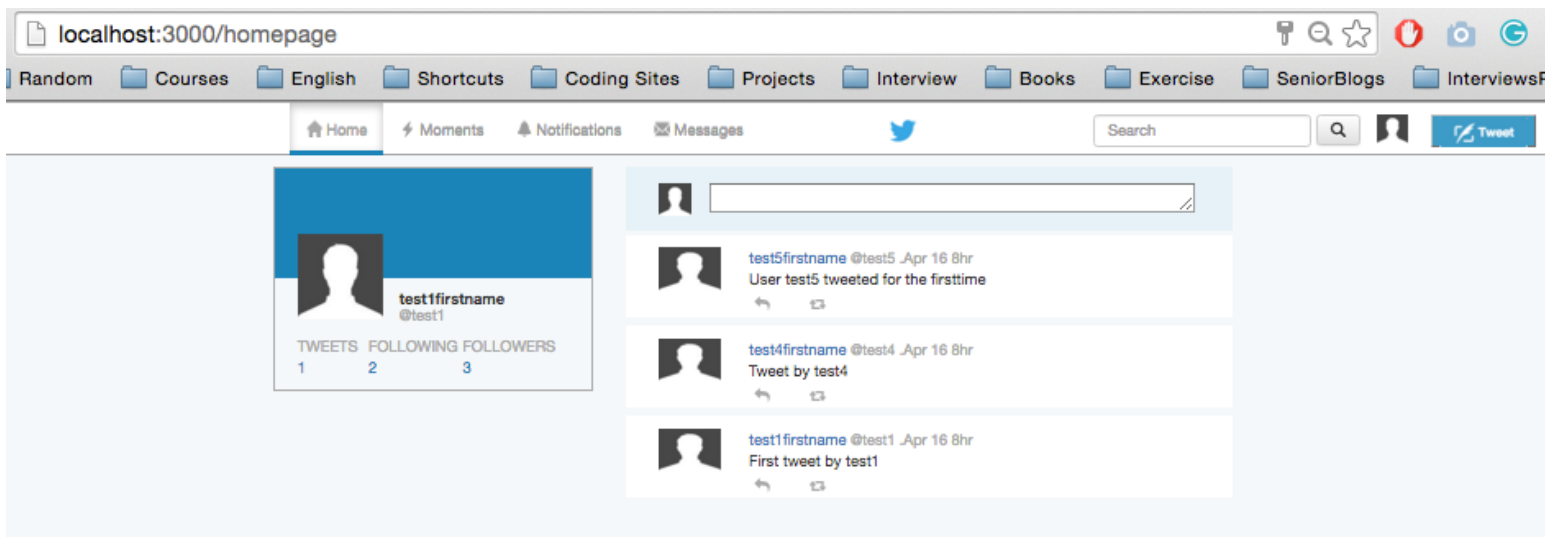 localhost:3000/homepage
Random Courses English Shortcuts Coding Sites Projects Interview Books Exercise SeniorBlogs InterviewsF
Home Moments Notifications Messages Search Tweet
test1firstname
@test1
TWEETS FOLLOWING FOLLOWERS
1 2 3
test5firstname @test5 .Apr 16 8hr
User test5 tweeted for the firsttime
test4firstname @test4 .Apr 16 8hr
Tweet by test4
test1firstname @test1 .Apr 16 8hr
First tweet by test1